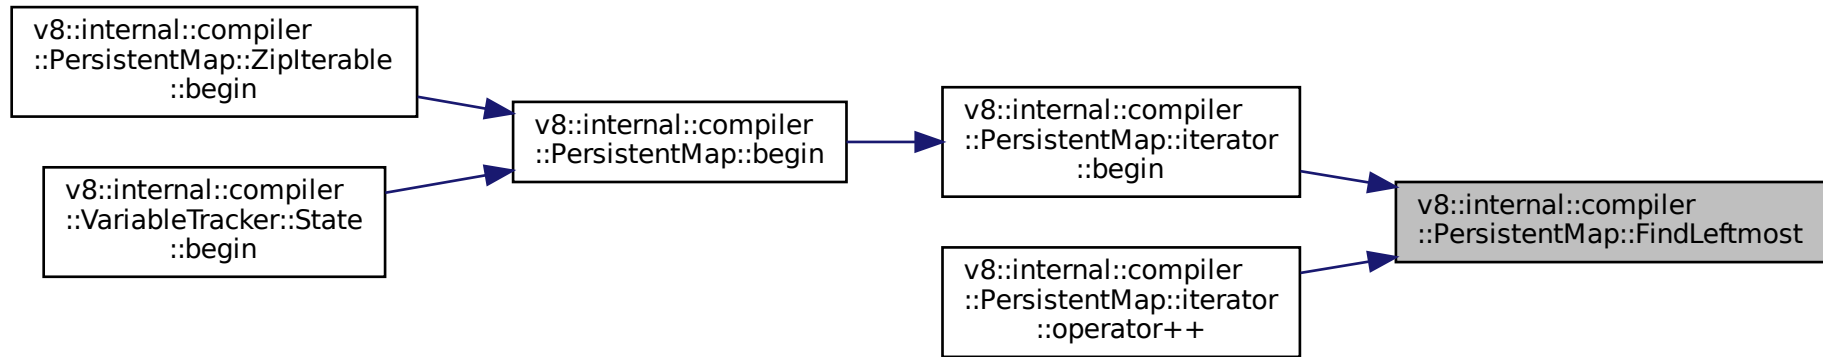 v8::internal::compiler
::PersistentMap::ZipIterable
::begin
v8::internal::compiler
::VariableTracker::State
::begin
v8::internal::compiler
::PersistentMap::begin
v8::internal::compiler
::PersistentMap::iterator
::begin
v8::internal::compiler
::PersistentMap::iterator
::operator++
v8::internal::compiler
::PersistentMap::FindLeftmost